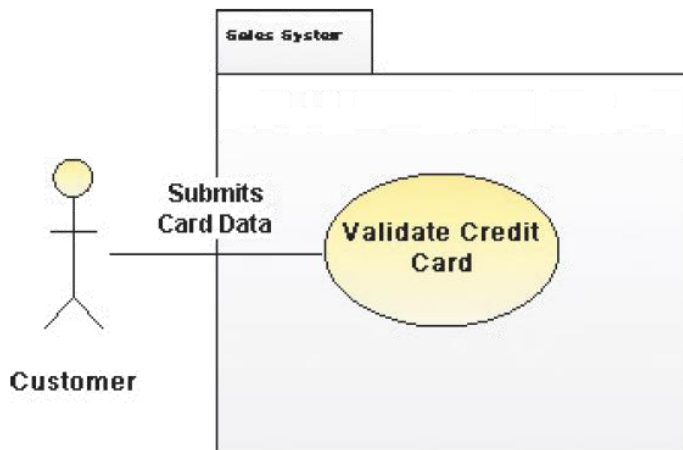 Sales System
Submits
Card Data
Validate Credit
Card
Customer